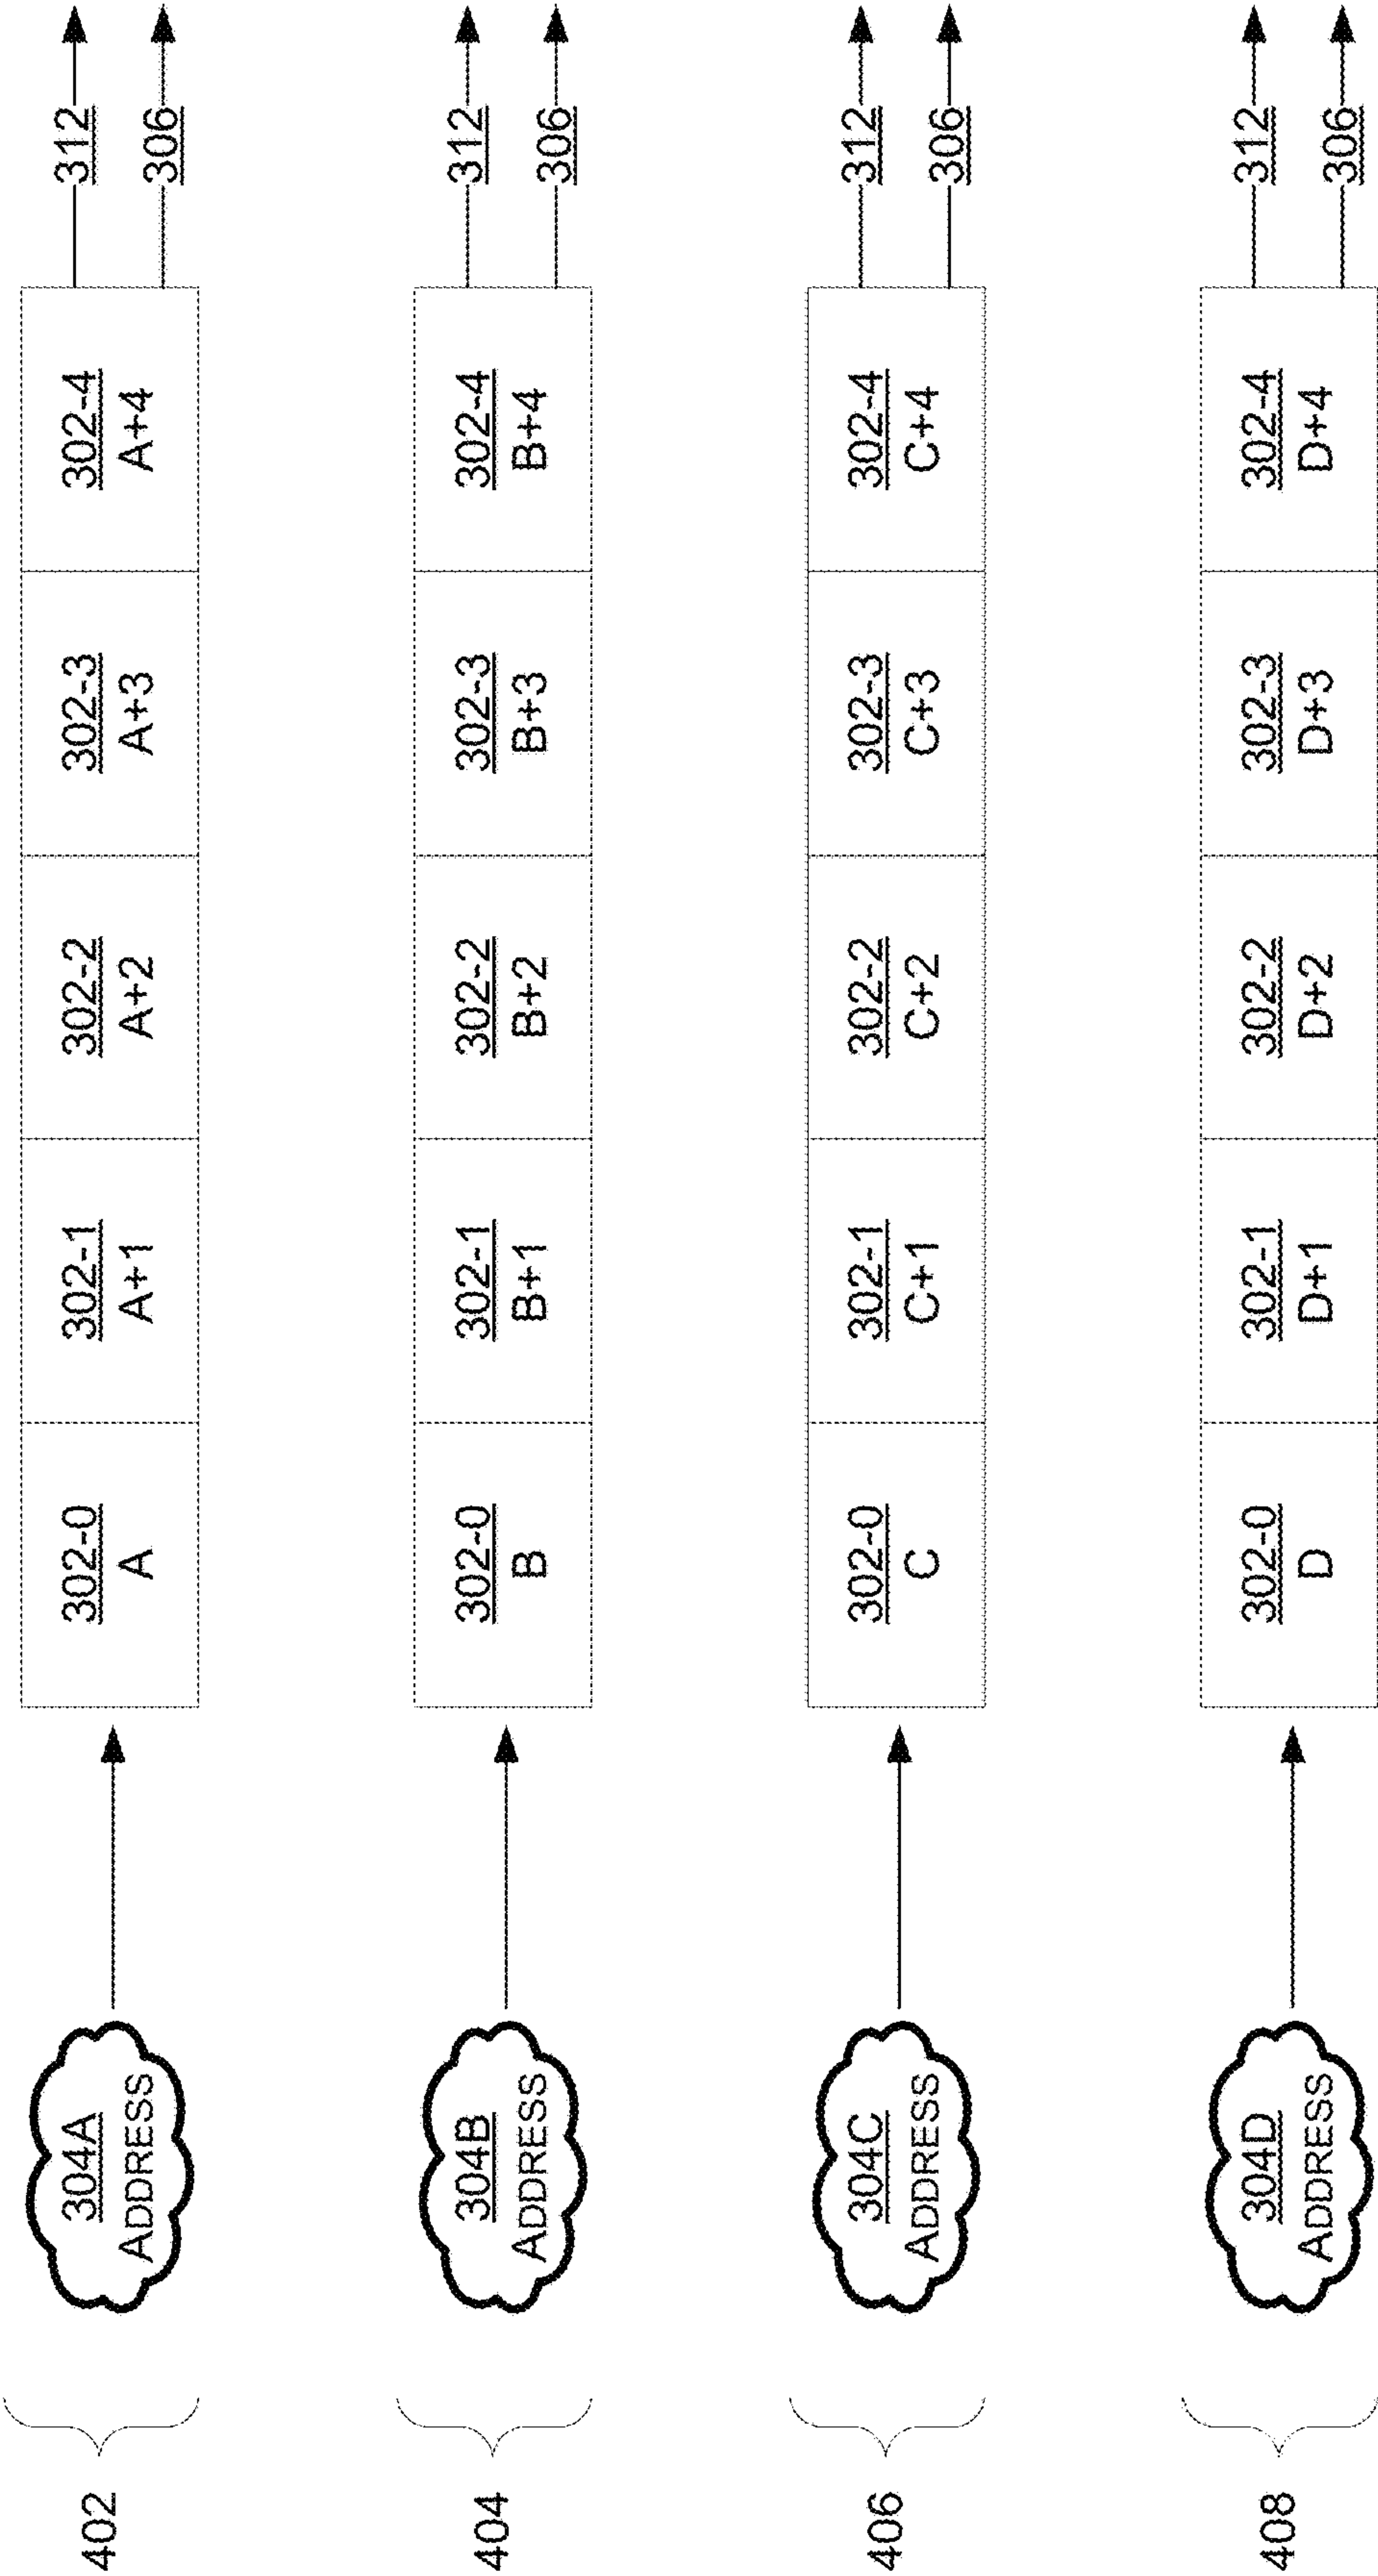 402
304A
ADDRESS
302-0
A
302-1
A+1
302-2
A+2
302-3
A+3
302-4
A+4
312
306
404
304B
ADDRESS
302-0
B
302-1
B+1
302-2
B+2
302-3
B+3
302-4
B+4
312
306
406
304C
ADDRESS
302-0
C
302-1
C+1
302-2
C+2
302-3
C+3
302-4
C+4
312
306
408
304D
ADDRESS
302-0
D
302-1
D+1
302-2
D+2
302-3
D+3
302-4
D+4
312
306